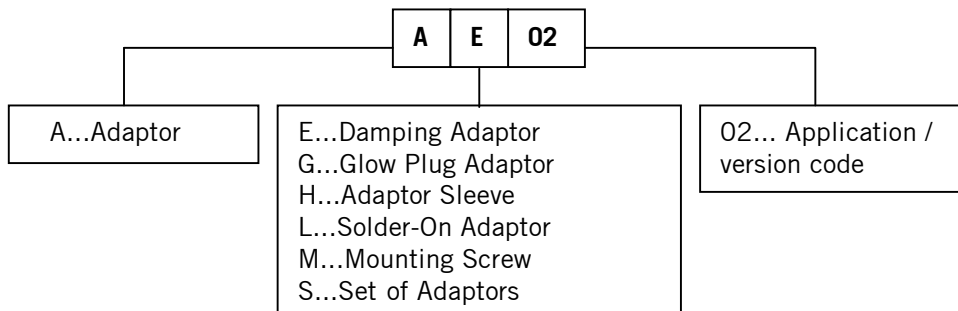 A E 02
A...Adaptor
E...Damping Adaptor
G...Glow Plug Adaptor
H...Adaptor Sleeve
L...Solder-On Adaptor
M...Mounting Screw
S...Set of Adaptors
02... Application /
version code